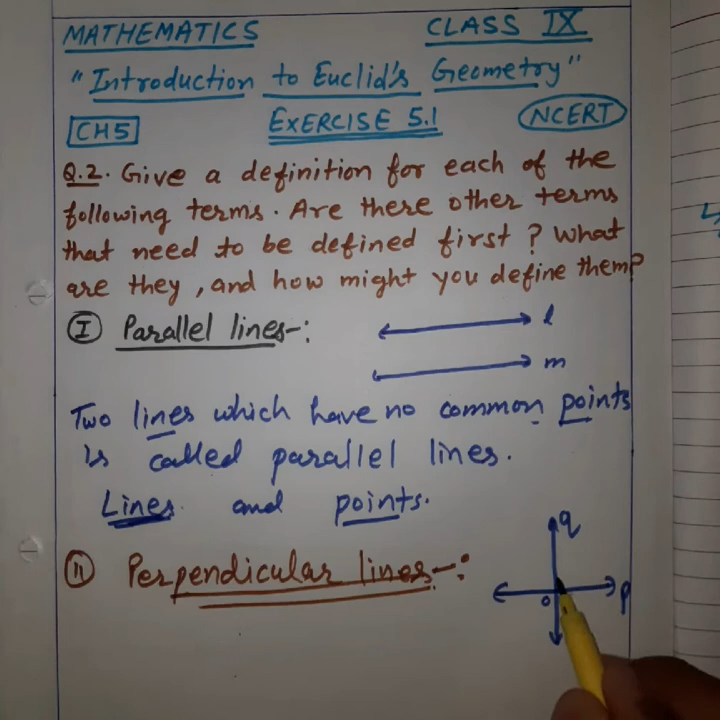 MATHEMATICS CLASS IX
"Introduction to Euclid's Geometry"
CH5 EXERCISE 5.1 NCERT
Q.2. Give a definition for each of the
following terms. Are there other terms
that need to be defined first? What
are they, and how might you define them?
I Parallel lines-:
l
m
Two lines which have no common points
is called parallel lines.
Lines and points.
II Perpendicular lines-:
q
o p